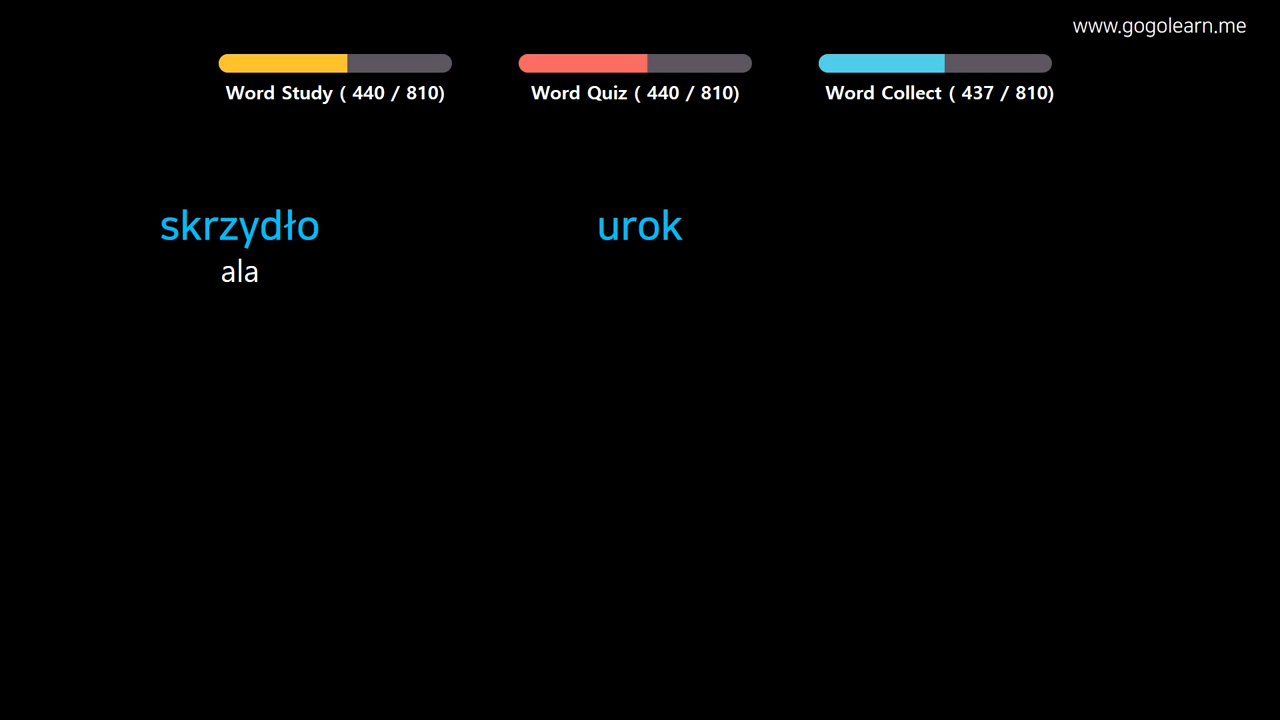 www.gogolearn.me
Word Study ( 440 / 810)
Word Quiz ( 440 / 810)
Word Collect ( 437 / 810)
skrzydło
urok
ala